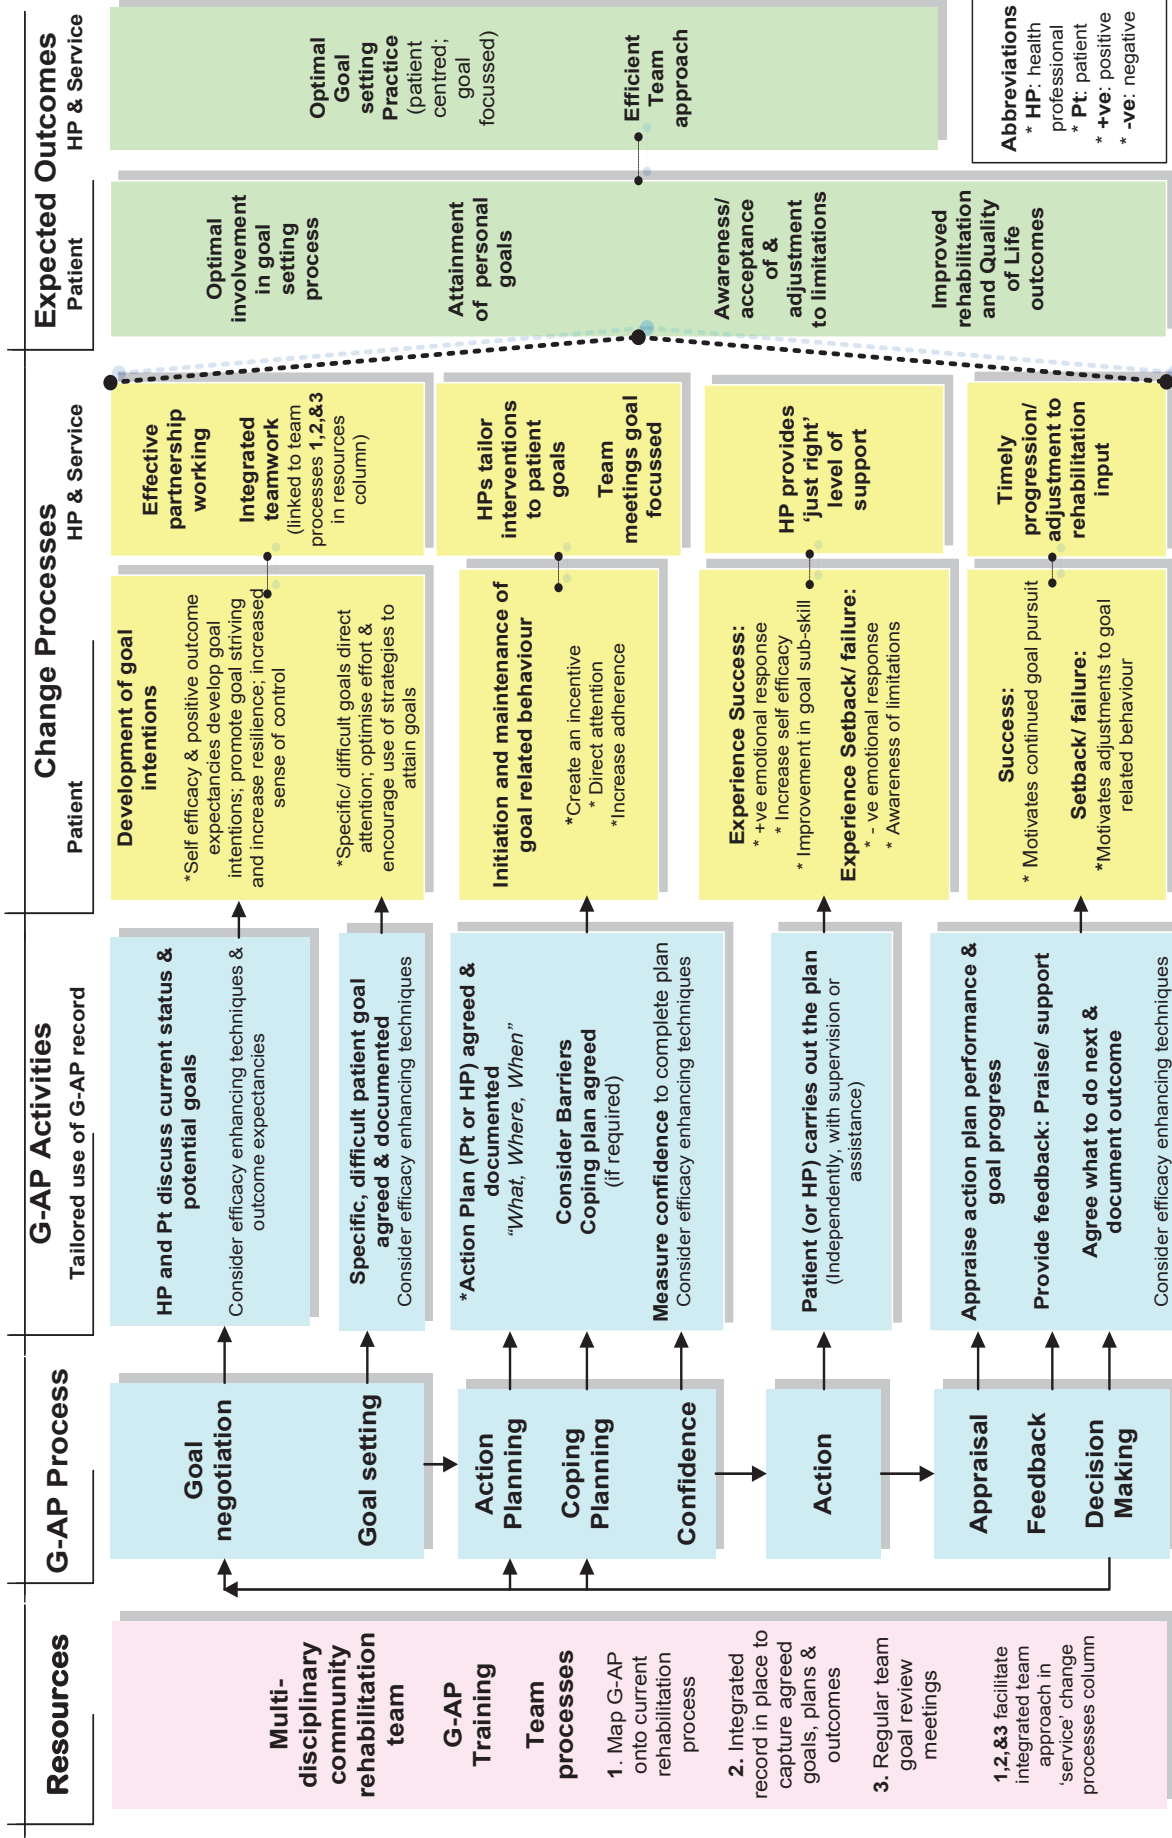 Resources
Multi-
disciplinary
community
rehabilitation
team
G-AP
Training
Team
processes
1. Map G-AP
onto current
rehabilitation
process
2. Integrated
record in place to
capture agreed
goals, plans &
outcomes
3. Regular team
goal review
meetings
1,2,&3 facilitate
integrated team
approach in
'service' change
processes column
G-AP Process
Goal
negotiation
Goal setting
Action
Planning
Coping
Planning
Confidence
Action
Appraisal
Feedback
Decision
Making
G-AP Activities
Tailored use of G-AP record
HP and Pt discuss current status &
potential goals
Consider efficacy enhancing techniques &
outcome expectancies
Specific, difficult patient goal
agreed & documented
Consider efficacy enhancing techniques
*Action Plan (Pt or HP) agreed &
documented
"What, Where, When"
Consider Barriers
Coping plan agreed
(if required)
Measure confidence to complete plan
Consider efficacy enhancing techniques
Patient (or HP) carries out the plan
(Independently, with supervision or
assistance)
Appraise action plan performance &
goal progress
Provide feedback: Praise/ support
Agree what to do next &
document outcome
Consider efficacy enhancing techniques
Change Processes
Patient
HP & Service
Development of goal
intentions
*Self efficacy & positive outcome
expectancies develop goal
intentions; promote goal striving
and increase resilience; increased
sense of control
*Specific/ difficult goals direct
attention; optimise effort &
encourage use of strategies to
attain goals
Initiation and maintenance of
goal related behaviour
*Create an incentive
* Direct attention
*Increase adherence
Experience Success:
* +ve emotional response
* Increase self efficacy
* Improvement in goal sub-skill
Experience Setback/ failure:
* - ve emotional response
* Awareness of limitations
Success:
* Motivates continued goal pursuit
Setback/ failure:
*Motivates adjustments to goal
related behaviour
Effective
partnership
working
Integrated
teamwork
(linked to team
processes 1,2,&3
in resources
column)
HPs tailor
interventions
to patient
goals
Team
meetings goal
focussed
HP provides
'just right'
level of
support
Timely
progression/
adjustment to
rehabilitation
input
Expected Outcomes
Patient
HP & Service
Optimal
involvement
in goal
setting
process
Attainment
of personal
goals
Awareness/
acceptance
of &
adjustment
to limitations
Improved
rehabilitation
and Quality
of Life
outcomes
Optimal
Goal
setting
Practice
(patient
centred;
goal
focussed)
Efficient
Team
approach
Abbreviations
* HP: health
professional
* Pt: patient
* +ve: positive
* -ve: negative